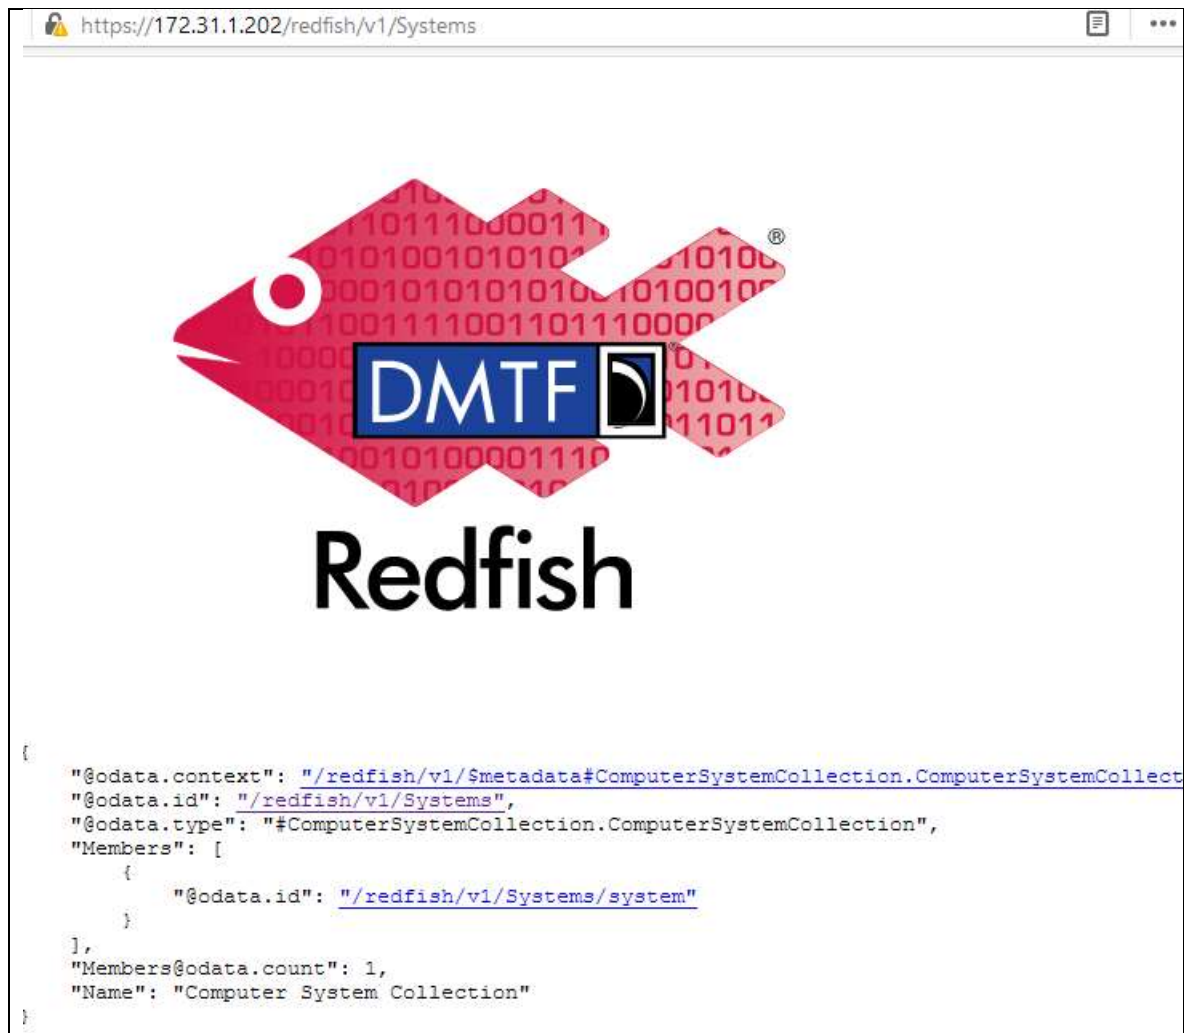 https://172.31.1.202/redfish/v1/Systems
®
DMTF
Redfish
{
"@odata.context": "/redfish/v1/$metadata#ComputerSystemCollection.ComputerSystemCollect
"@odata.id": "/redfish/v1/Systems",
"@odata.type": "#ComputerSystemCollection.ComputerSystemCollection",
"Members": [
{
"@odata.id": "/redfish/v1/Systems/system"
}
],
"Members@odata.count": 1,
"Name": "Computer System Collection"
}